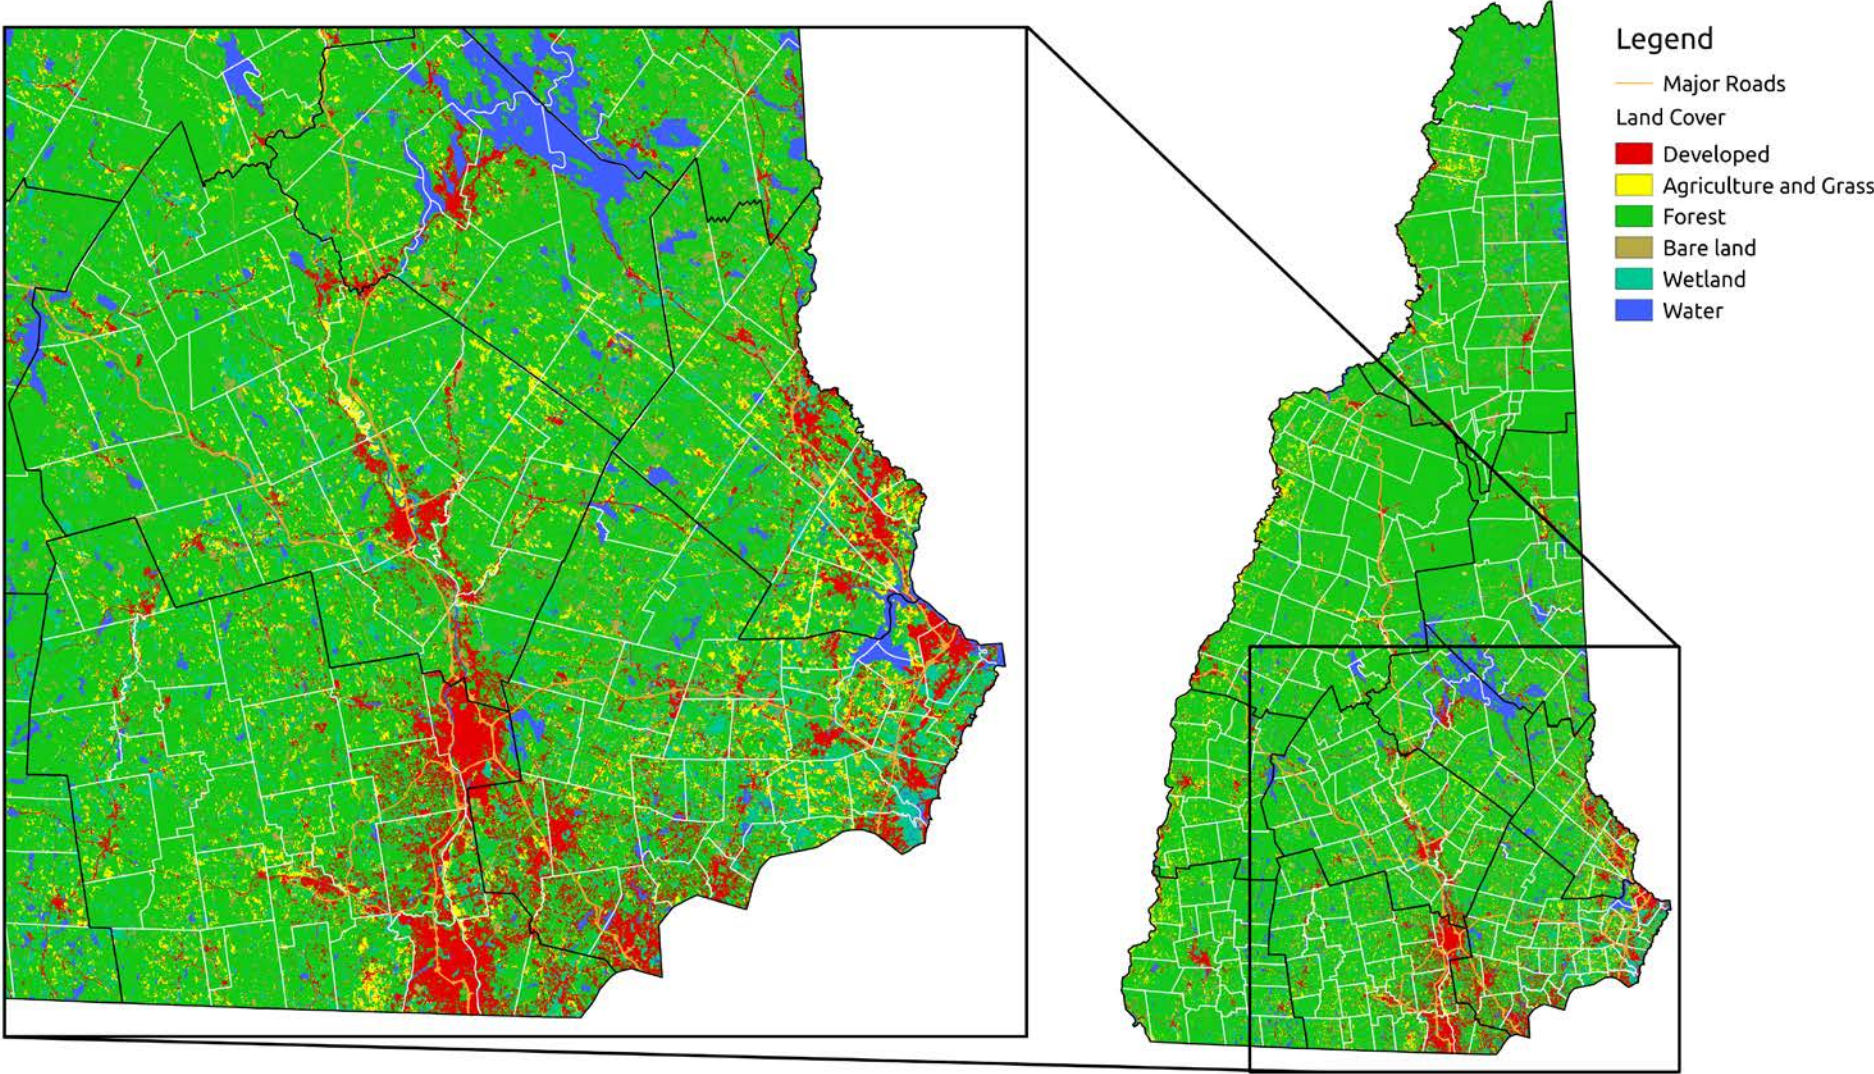 Legend
Major Roads
Land Cover
Developed
Agriculture and Grass
Forest
Bare land
Wetland
Water